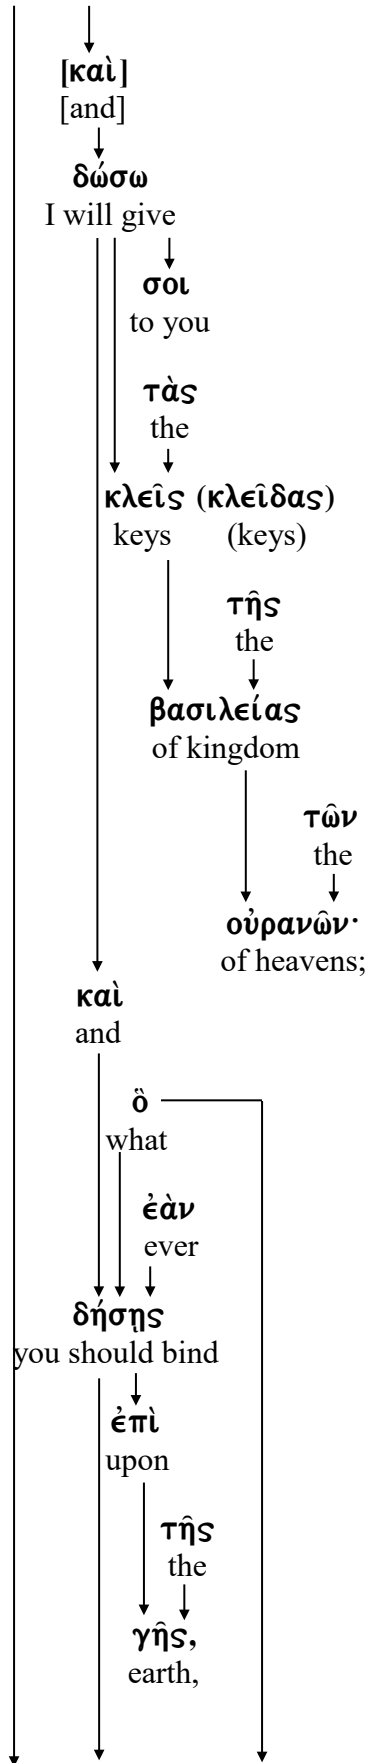 [καὶ]
[and]
δώσω
I will give
σοι
to you
τὰς
the
κλεῖς (κλεῖδας)
keys (keys)
τῆς
the
βασιλείας
of kingdom
τῶν
the
οὐρανῶν·
of heavens;
καὶ
and
ὃ
what
ἐὰν
ever
δήσῃς
you should bind
ἐπὶ
upon
τῆς
the
γῆς,
earth,